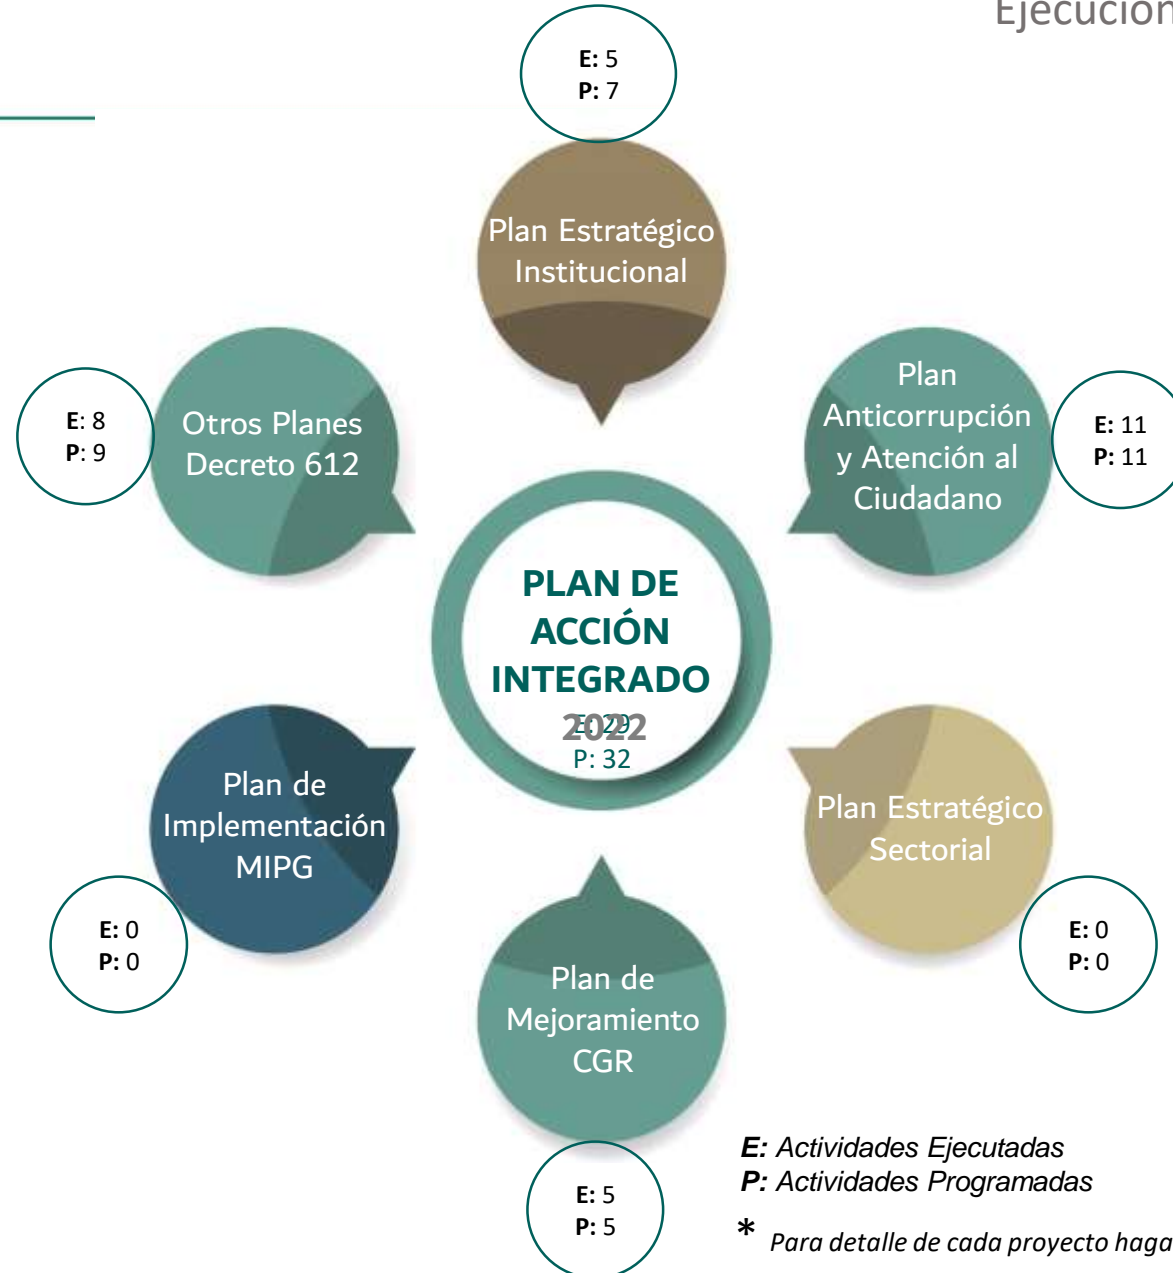 Ejecución
E: 5
P: 7
Plan Estratégico
Institucional
Plan
Anticorrupción
y Atención al
Ciudadano
E: 11
P: 11
E: 8
P: 9
Otros Planes
Decreto 612
PLAN DE
ACCIÓN
INTEGRADO
2022
E: 29
P: 32
Plan de
Implementación
MIPG
E: 0
P: 0
Plan Estratégico
Sectorial
E: 0
P: 0
Plan de
Mejoramiento
CGR
E: 5
P: 5
E: Actividades Ejecutadas
P: Actividades Programadas
* Para detalle de cada proyecto haga